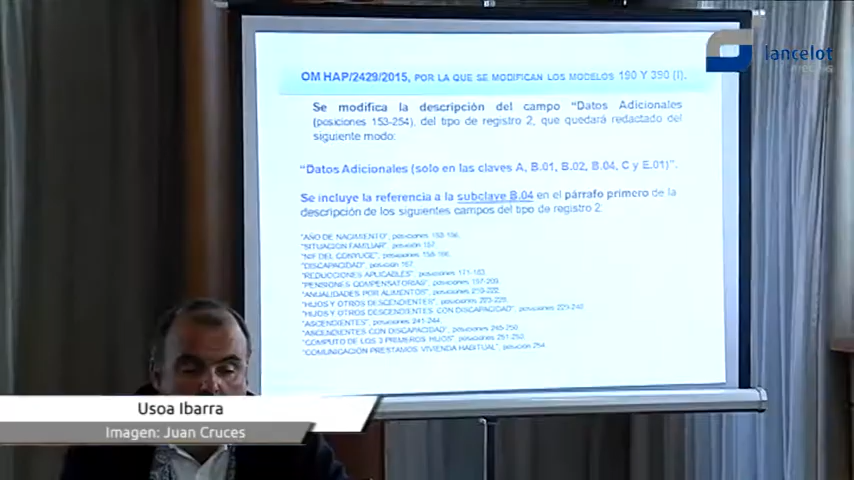 OM HAP/2429/2015, POR LA QUE SE MODIFICAN LOS MODELOS 190 Y 390 (I).
lancelot
Se modifica la descripción del campo “Datos Adicionales
(posiciones 153-254), del tipo de registro 2, que quedará redactado del
siguiente modo:
“Datos Adicionales (solo en las claves A, B.01, B.02, B.04, C y E.01)”.
Se incluye la referencia a la subclave B.04 en el párrafo primero de la
descripción de los siguientes campos del tipo de registro 2:
“AÑO DE NACIMIENTO”, posiciones 153-156.
“SITUACIÓN FAMILIAR”, posición 157.
“NIF DEL CÓNYUGE”, posiciones 158-166.
“DISCAPACIDAD”, posición 167.
“REDUCCIONES APLICABLES”, posiciones 171-183.
“PENSIONES COMPENSATORIAS”, posiciones 197-209.
“ANUALIDADES POR ALIMENTOS”, posiciones 210-222.
“HIJOS Y OTROS DESCENDIENTES”, posiciones 223-228.
“HIJOS Y OTROS DESCENDIENTES CON DISCAPACIDAD”, posiciones 229-240.
“ASCENDIENTES”, posiciones 241-244.
“ASCENDIENTES CON DISCAPACIDAD”, posiciones 245-250.
“CÓMPUTO DE LOS 3 PRIMEROS HIJOS”, posiciones 251-253.
“COMUNICACIÓN PRESTAMOS VIVIENDA HABITUAL”, posición 254.
Usoa Ibarra
Imagen: Juan Cruces